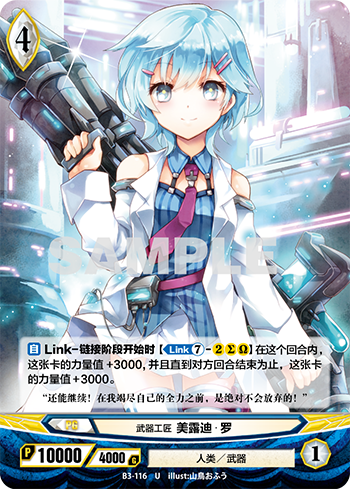 4
SAMPLE
自 Link-链接阶段开始时【Link 7-2 Σ Ω】在这个回合内，
这张卡的力量值 +3000，并且直到对方回合结束为止，这张卡
的力量值 +3000。
“还能继续！在我竭尽自己的全力之前，是绝对不会放弃的！”
武器工匠 美露迪·罗
P 10000 / 4000 G 人类／武器 1
B3-116 U illust:山鳥おふう